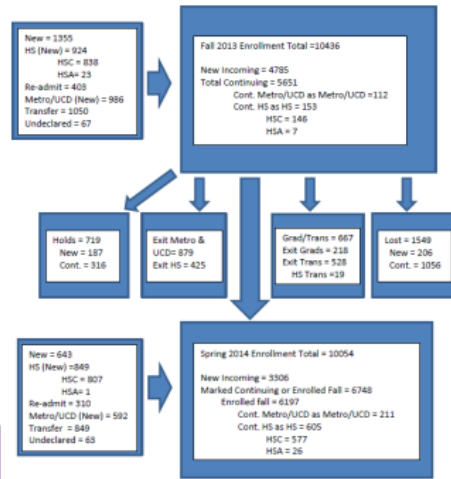 New = 1355
HS (New) = 924
HSC = 838
HSA= 23
Re-admit = 403
Metro/UCD (New) = 986
Transfer = 1050
Undeclared = 67
Fall 2013 Enrollment Total =10436
New Incoming = 4785
Total Continuing = 5651
Cont. Metro/UCD as Metro/UCD =112
Cont. HS as HS = 153
HSC = 146
HSA = 7
Holds = 719
New = 187
Cont. = 316
Exit Metro &
UCD= 879
Exit HS = 425
Grad/Trans = 667
Exit Grads = 218
Exit Trans = 528
HS Trans =19
Lost = 1549
New = 206
Cont. = 1056
New = 643
HS (New) =849
HSC = 807
HSA= 1
Re-admit = 310
Metro/UCD (New) = 592
Transfer = 849
Undeclared = 63
Spring 2014 Enrollment Total = 10054
New Incoming = 3306
Marked Continuing or Enrolled Fall = 6748
Enrolled fall = 6197
Cont. Metro/UCD as Metro/UCD = 211
Cont. HS as HS = 605
HSC = 577
HSA = 26